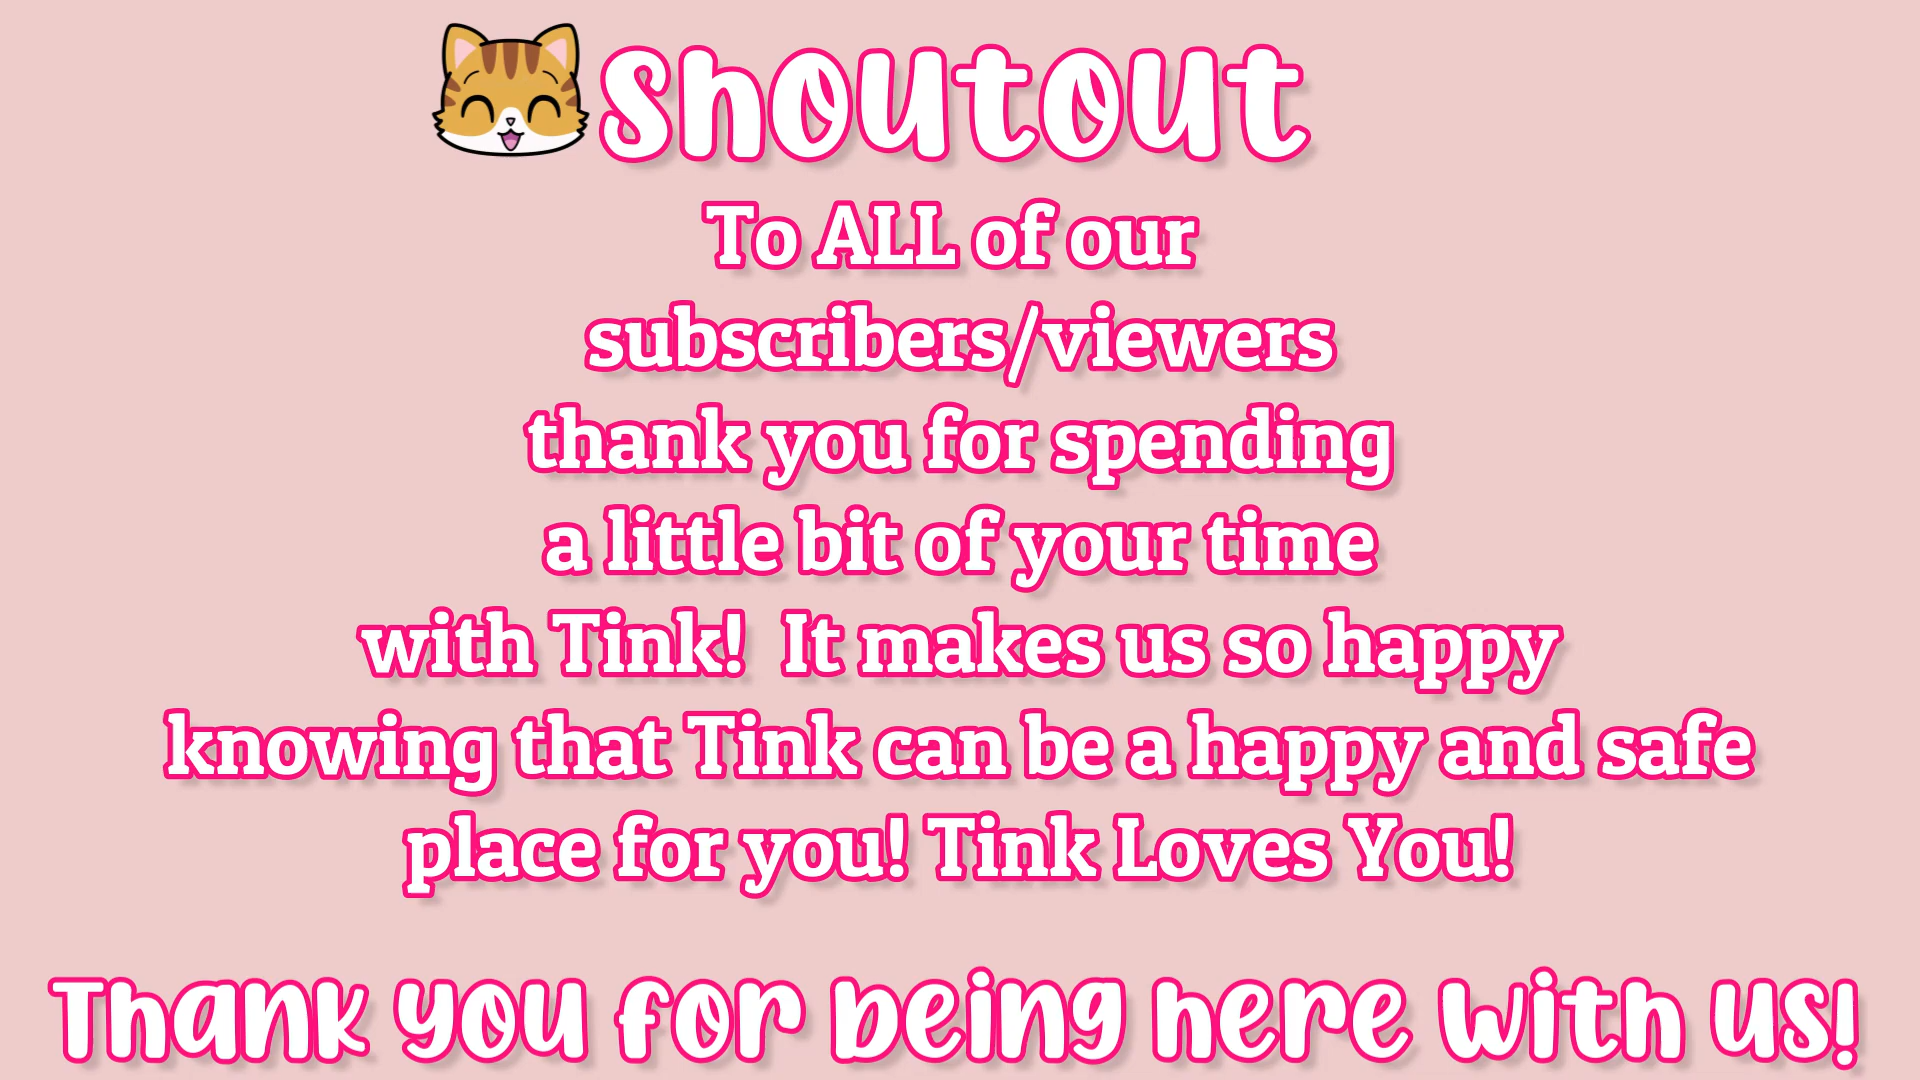 Shoutout
To ALL of our
subscribers/viewers
thank you for spending
a little bit of your time
with Tink!  It makes us so happy
knowing that Tink can be a happy and safe
place for you! Tink Loves You!
Thank you for being here with us!